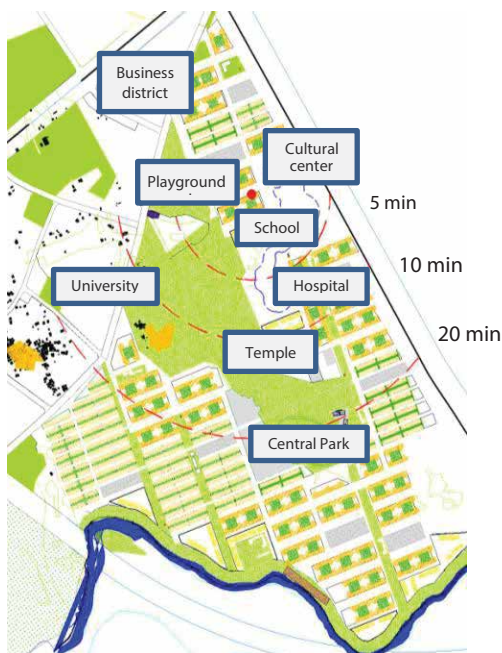 Business
district
Cultural
center
Playground
5 min
School
10 min
University
Hospital
20 min
Temple
Central Park